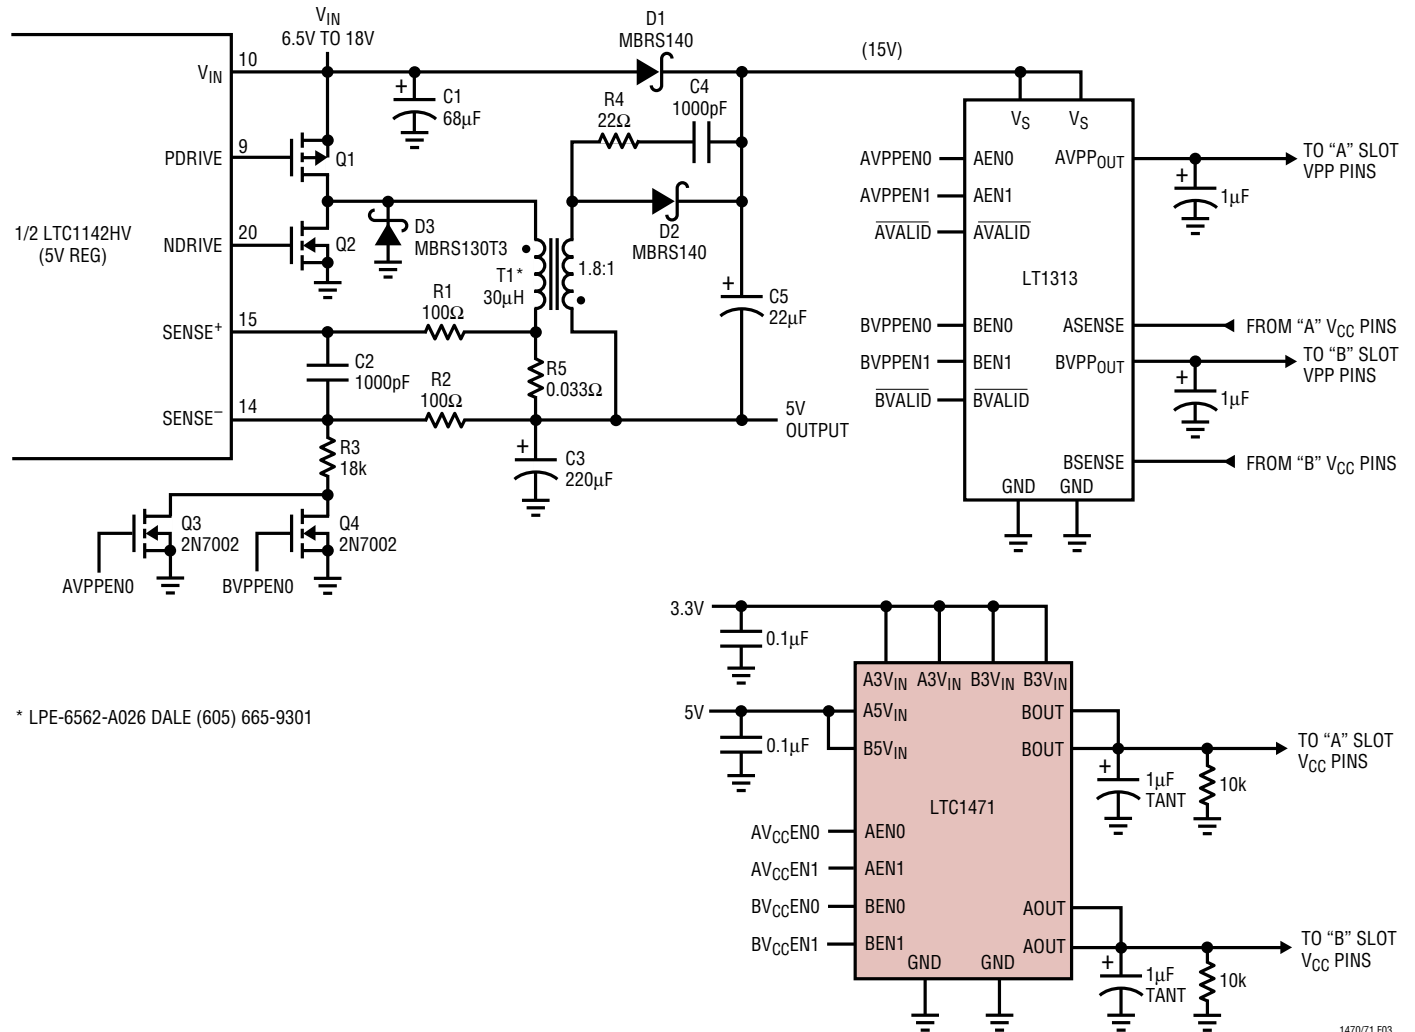 V_IN
6.5V TO 18V
V_IN
10
PDRIVE
9
Q1
1/2 LTC1142HV
(5V REG)
NDRIVE
20
Q2
SENSE+
15
SENSE–
14
C1
68µF
D1
MBRS140
(15V)
R4
22Ω
C4
1000pF
D3
MBRS130T3
T1*
30µH
1.8:1
D2
MBRS140
C5
22µF
R1
100Ω
C2
1000pF
R2
100Ω
R5
0.033Ω
5V
OUTPUT
R3
18k
C3
220µF
Q3
2N7002
Q4
2N7002
AVPPEN0
BVPPEN0
V_S
V_S
AVPPEN0
AEN0
AVPP_OUT
TO “A” SLOT
VPP PINS
1µF
AVPPEN1
AEN1
AVALID
AVALID
LT1313
BVPPEN0
BEN0
ASENSE
FROM “A” V_CC PINS
BVPPEN1
BEN1
BVPP_OUT
TO “B” SLOT
VPP PINS
1µF
BVALID
BVALID
BSENSE
FROM “B” V_CC PINS
GND
GND
3.3V
0.1µF
A3V_IN A3V_IN B3V_IN B3V_IN
5V
0.1µF
A5V_IN
B5V_IN
BOUT
BOUT
TO “A” SLOT
V_CC PINS
1µF
TANT
10k
LTC1471
AV_CCEN0
AEN0
AV_CCEN1
AEN1
BV_CCEN0
BEN0
BV_CCEN1
BEN1
AOUT
AOUT
TO “B” SLOT
V_CC PINS
1µF
TANT
10k
GND
GND
* LPE-6562-A026 DALE (605) 665-9301
1470/71 F03